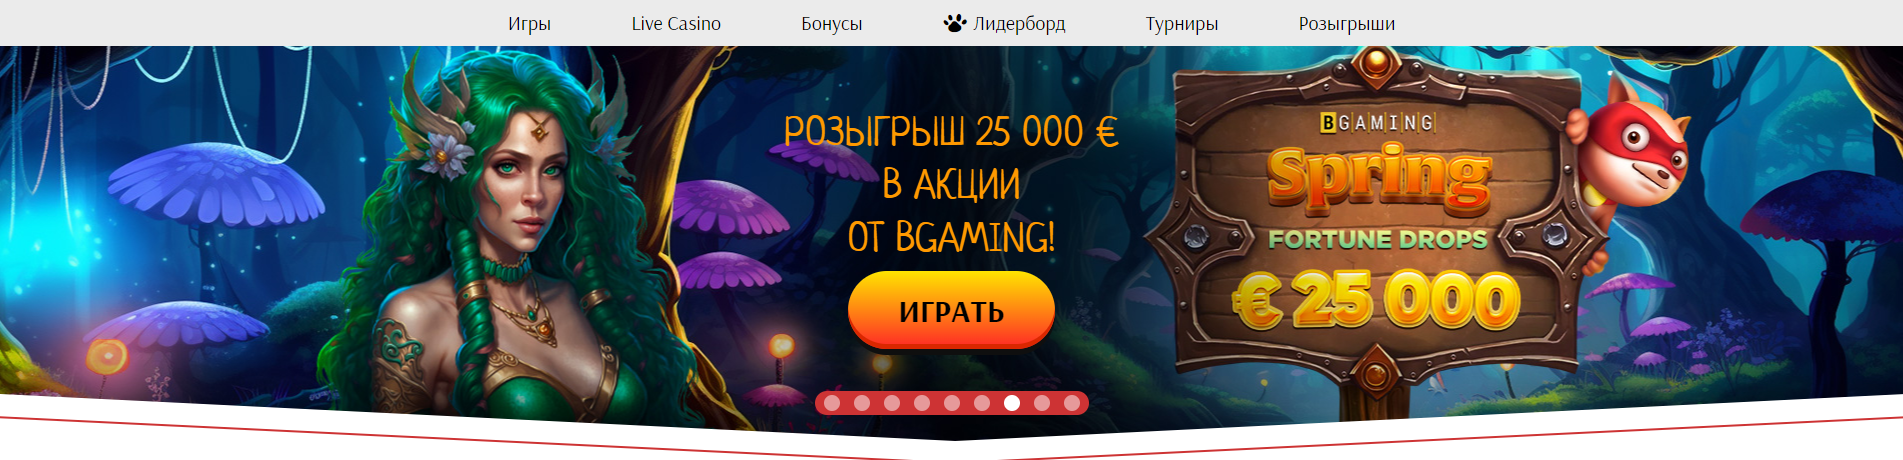 Игры Live Casino Бонусы Лидерборд Турниры Розыгрыши
РОЗЫГРЫШ 25 000 €
В АКЦИИ
ОТ BGAMING!
ИГРАТЬ
BGAMING
Spring
FORTUNE DROPS
€ 25 000